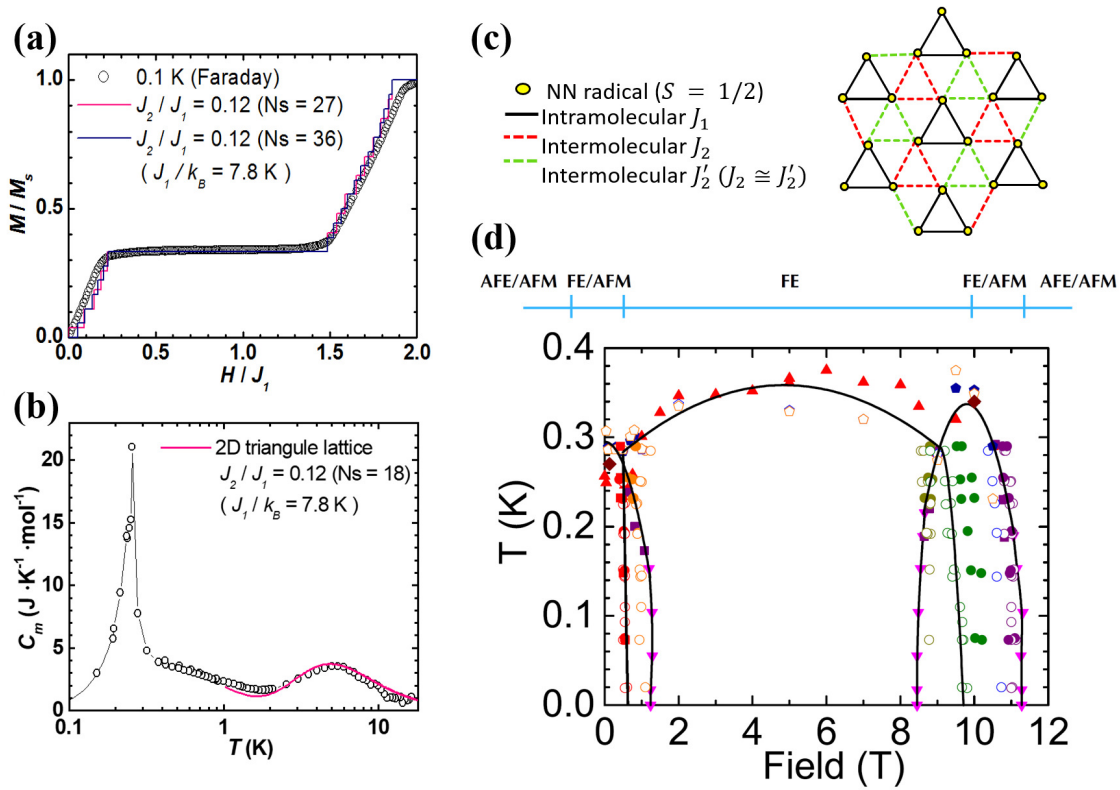 (a)
1.0
0.5
0.0
M / Ms
0.1 K (Faraday)
J2 / J1 = 0.12 (Ns = 27)
J2 / J1 = 0.12 (Ns = 36)
( J1 / kB = 7.8 K )
0.0 0.5 1.0 1.5 2.0
H / J1
(b)
20
15
10
5
0
Cm (J ·K-1 ·mol-1)
2D triangule lattice
J2 / J1 = 0.12 (Ns = 18)
( J1 / kB = 7.8 K )
0.1 1 10
T (K)
(c)
NN radical (S = 1/2)
Intramolecular J1
Intermolecular J2
Intermolecular J2′ (J2 ≅ J2′)
(d)
AFE/AFM FE/AFM FE FE/AFM AFE/AFM
0.4
0.3
0.2
0.1
0.0
T (K)
0 2 4 6 8 10 12
Field (T)